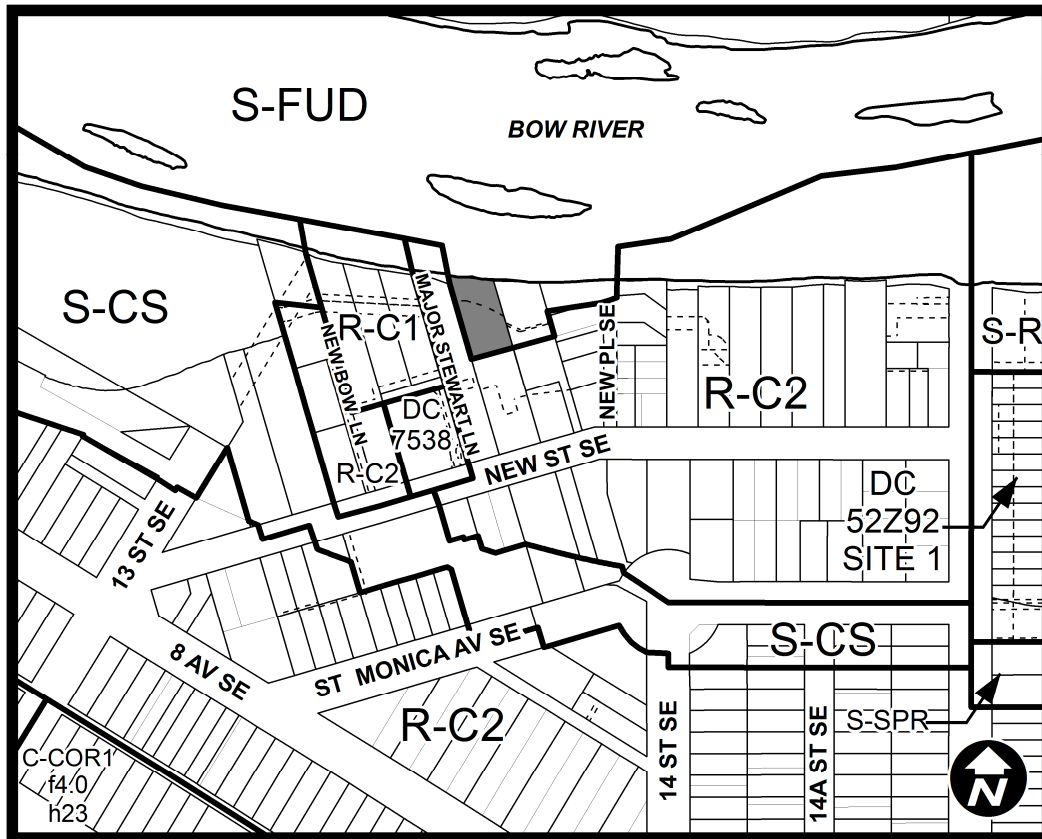 S-FUD
BOW RIVER
S-CS
R-C1
MAJOR STEWART LN
NEW BOW LN
NEW PL SE
S-R
R-C2
DC
7538
R-C2
NEW ST SE
DC
52Z92
SITE 1
13 ST SE
S-CS
8 AV SE
ST MONICA AV SE
R-C2
14 ST SE
14A ST SE
S-SPR
C-COR1
f4.0
h23
N